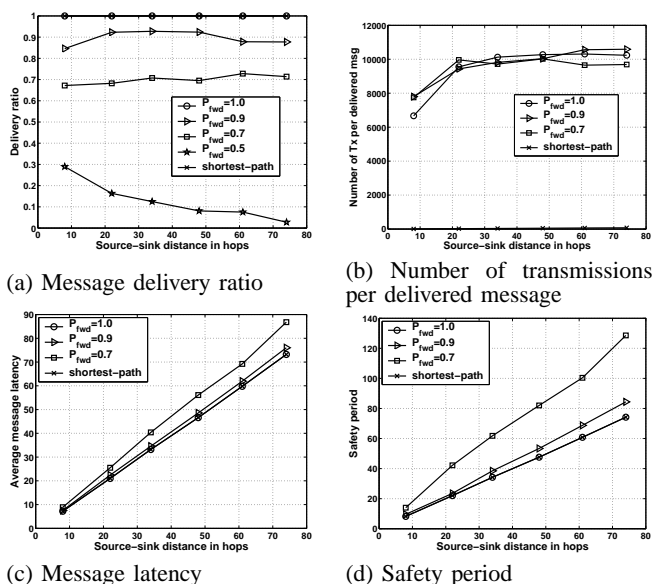 1
0.9
0.8
0.7
0.6
0.5
0.4
0.3
0.2
0.1
0
Delivery ratio
P_fwd=1.0
P_fwd=0.9
P_fwd=0.7
P_fwd=0.5
shortest−path
0 10 20 30 40 50 60 70 80
Source−sink distance in hops
(a) Message delivery ratio
12000
10000
8000
6000
4000
2000
0
Number of Tx per delivered msg
P_fwd=1.0
P_fwd=0.9
P_fwd=0.7
shortest−path
0 10 20 30 40 50 60 70 80
Source−sink distance in hops
(b) Number of transmissions
per delivered message
90
80
70
60
50
40
30
20
10
0
Average message latency
P_fwd=1.0
P_fwd=0.9
P_fwd=0.7
shortest−path
0 10 20 30 40 50 60 70 80
Source−sink distance in hops
(c) Message latency
140
120
100
80
60
40
20
0
Safety period
P_fwd=1.0
P_fwd=0.9
P_fwd=0.7
shortest−path
0 10 20 30 40 50 60 70 80
Source−sink distance in hops
(d) Safety period